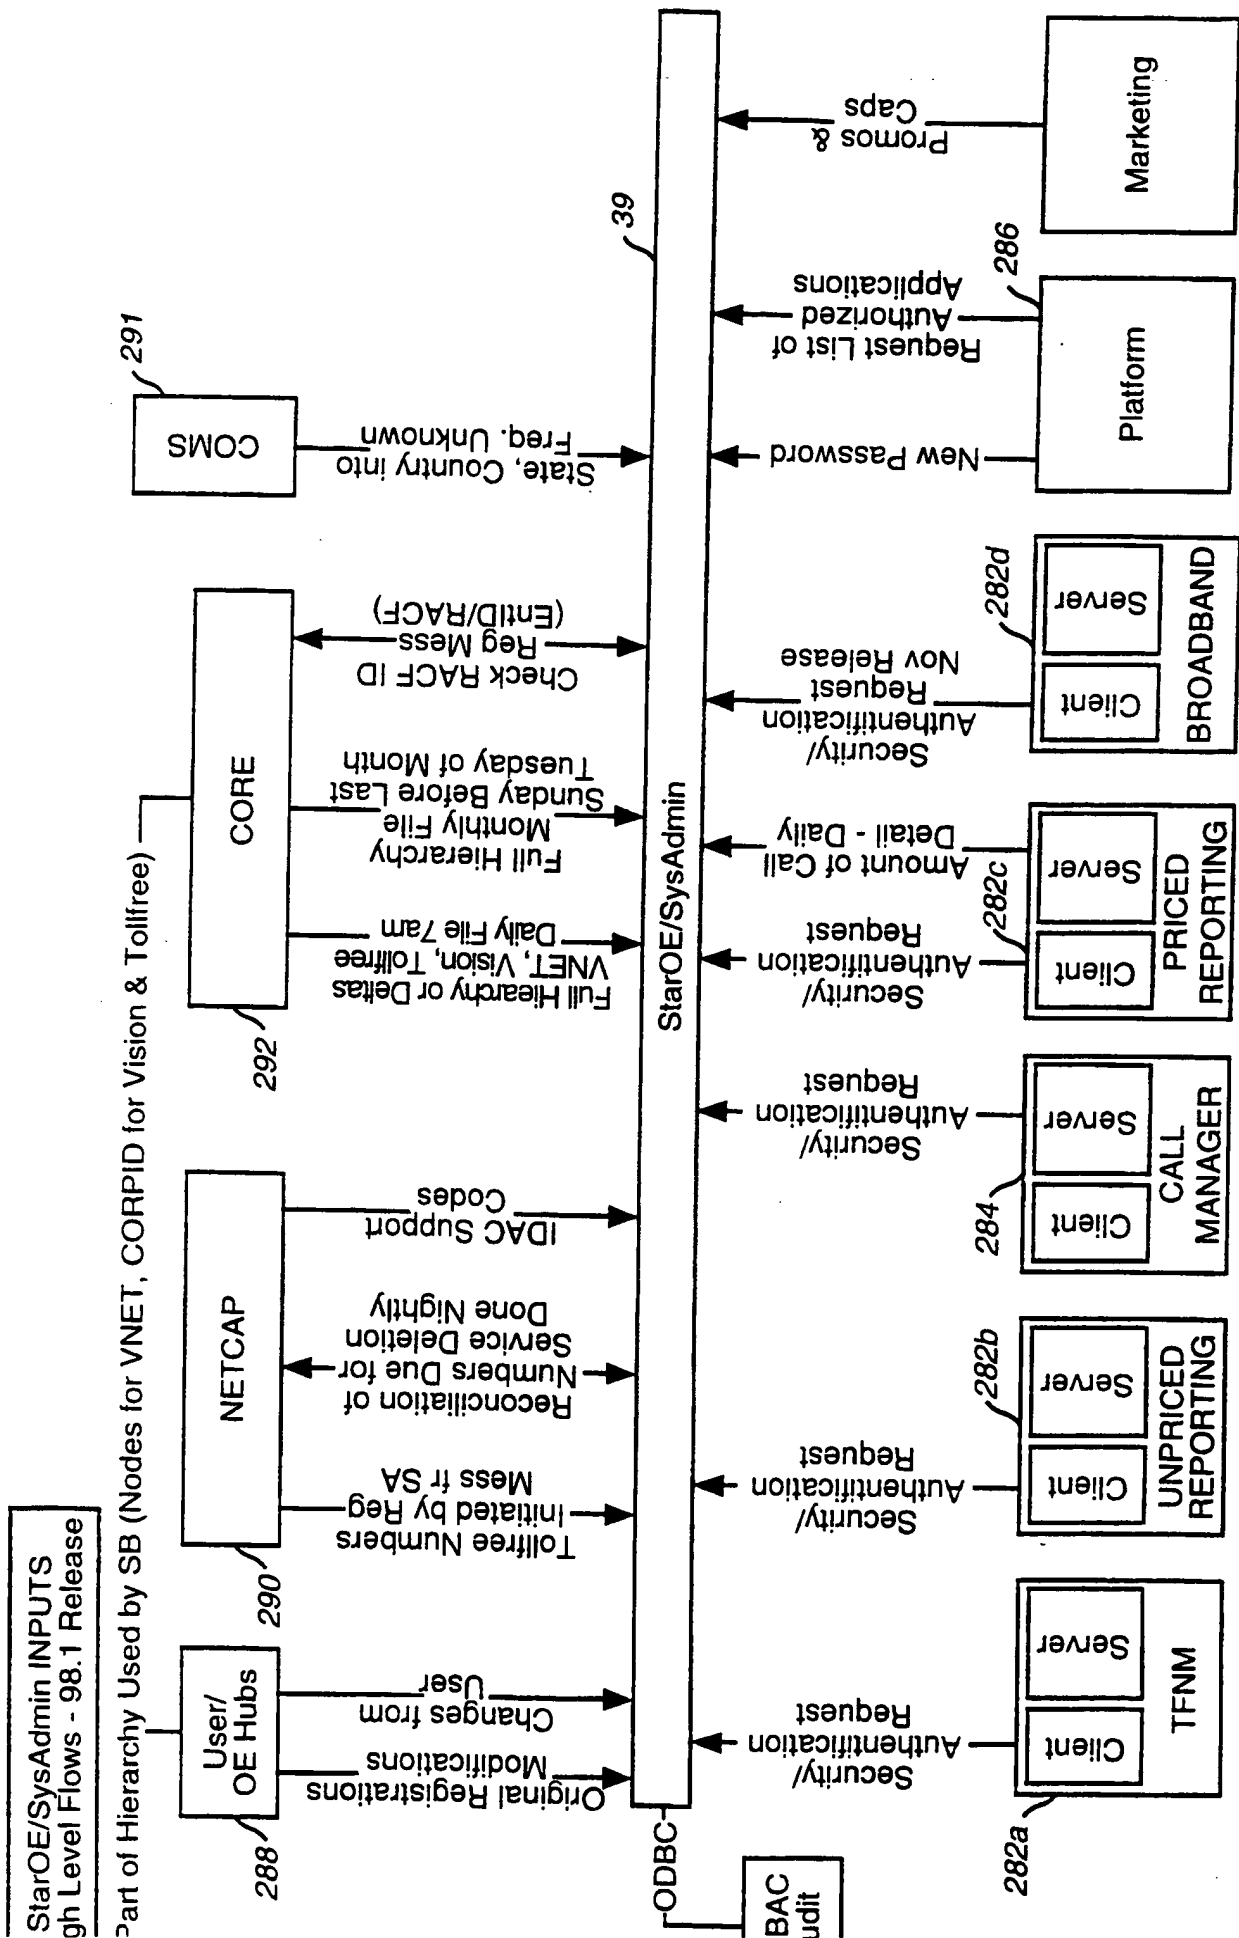 StarOE/SysAdmin INPUTS
gh Level Flows - 98.1 Release
Part of Hierarchy Used by SB (Nodes for VNET, CORPID for Vision & Tollfree)
288
User/
OE Hubs
290
NETCAP
292
CORE
291
COMS
Original Registrations
Modifications
Changes from
User
Tollfree Numbers
Initiated by Reg
Mess fr SA
Reconciliation of
Numbers Due for
Service Deletion
Done Nightly
IDAC Support
Codes
Full Hiearchy or Deltas
VNET, Vision, Tollfree
Daily File 7am
Full Hierarchy
Monthly File
Sunday Before Last
Tuesday of Month
Check RACF ID
Reg Mess
(EntID/RACF)
State, Country into
Freq. Unknown
39
ODBC
StarOE/SysAdmin
BAC
udit
Security/
Authentification
Request
Security/
Authentification
Request
Security/
Authentification
Request
Security/
Authentification
Request
Amount of Call
Detail - Daily
Security/
Authentification
Request
Nov Release
New Password
Request List of
Authorized
Applications
Promos &
Caps
282a
Client
Server
TFNM
282b
Client
Server
UNPRICED
REPORTING
284
Client
Server
CALL
MANAGER
282c
Client
Server
PRICED
REPORTING
282d
Client
Server
BROADBAND
286
Platform
Marketing